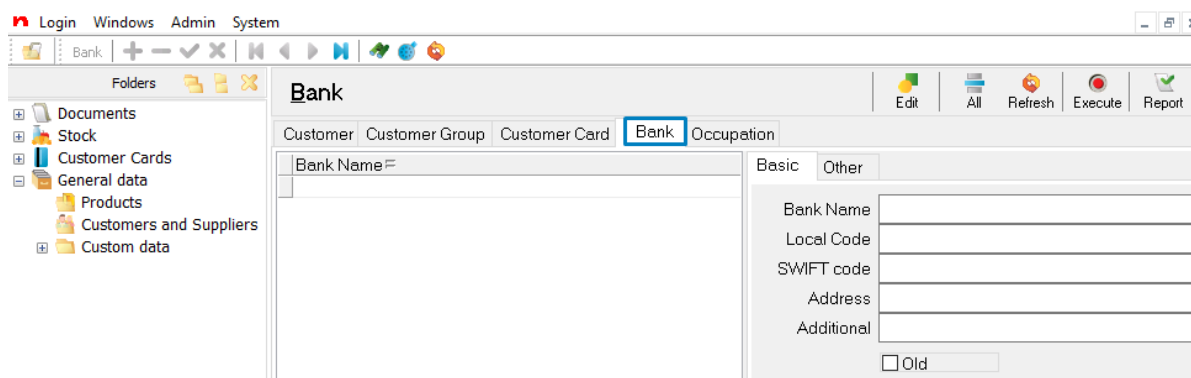 Login Windows Admin System
Bank
Folders
Bank
Edit All Refresh Execute Report
Documents
Stock
Customer Cards
General data
Products
Customers and Suppliers
Custom data
Customer Customer Group Customer Card Bank Occupation
Bank Name
Basic Other
Bank Name
Local Code
SWIFT code
Address
Additional
Old